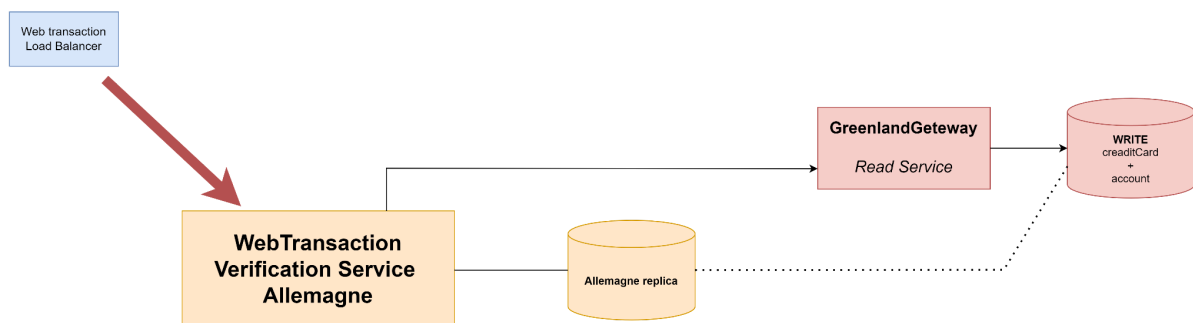 Web transaction
Load Balancer
GreenlandGeteway
Read Service
WRITE
creaditCard
+
account
WebTransaction
Verification Service
Allemagne
Allemagne replica